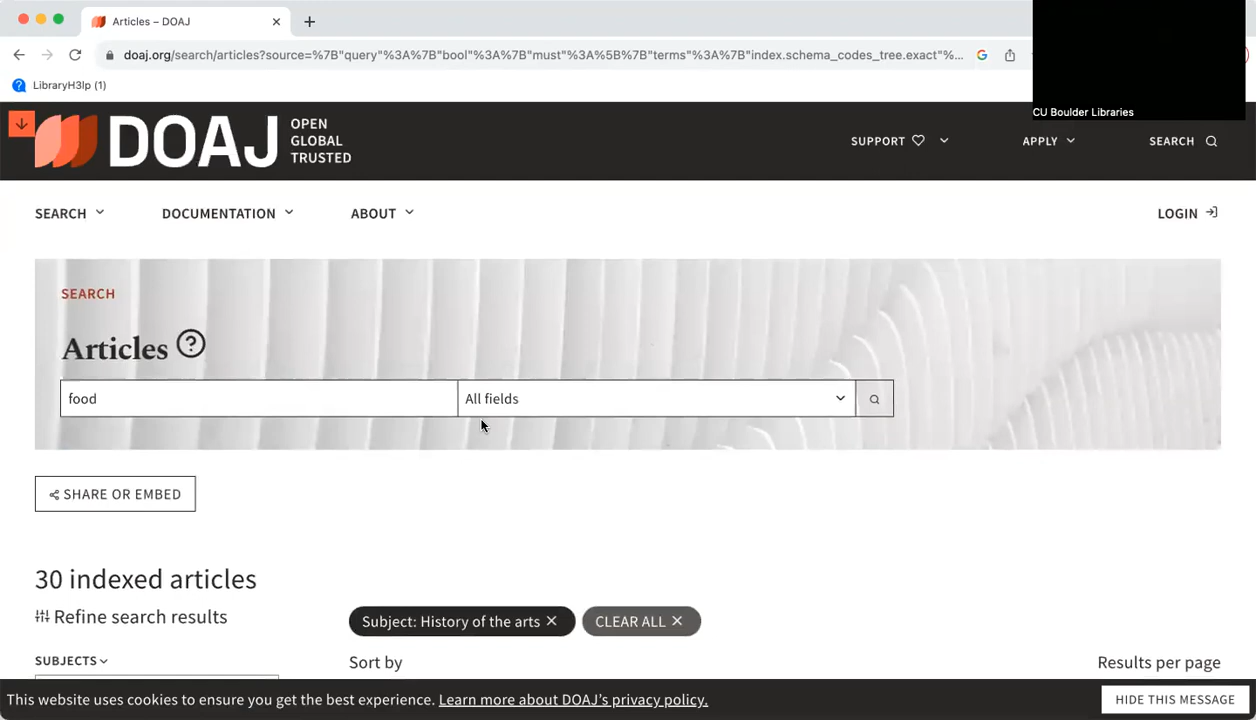 Articles – DOAJ
doaj.org/search/articles?source=%7B"query"%3A%7B"bool"%3A%7B"must"%3A%5B%7B"terms"%3A%7B"index.schema_codes_tree.exact"%...
LibraryH3lp (1)
CU Boulder Libraries
DOAJ
OPEN
GLOBAL
TRUSTED
SUPPORT
APPLY
SEARCH
SEARCH
DOCUMENTATION
ABOUT
LOGIN
SEARCH
Articles ?
food
All fields
SHARE OR EMBED
30 indexed articles
Refine search results
Subject: History of the arts ×
CLEAR ALL ×
SUBJECTS
Sort by
Results per page
This website uses cookies to ensure you get the best experience. Learn more about DOAJ's privacy policy.
HIDE THIS MESSAGE